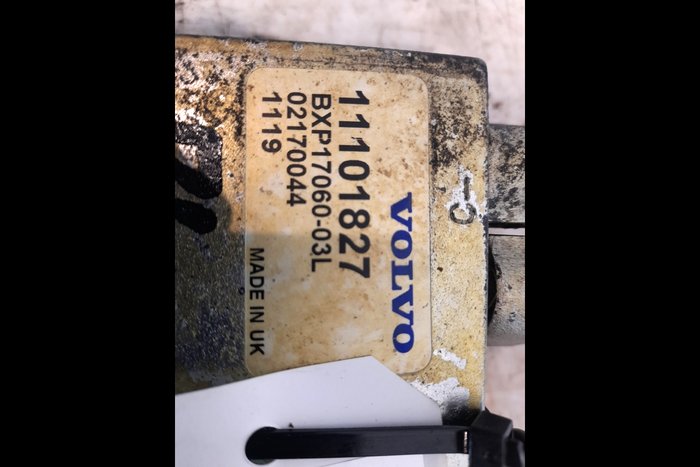 VOLVO
11101827
BXP17060-03L
02170044
1119
MADE IN UK